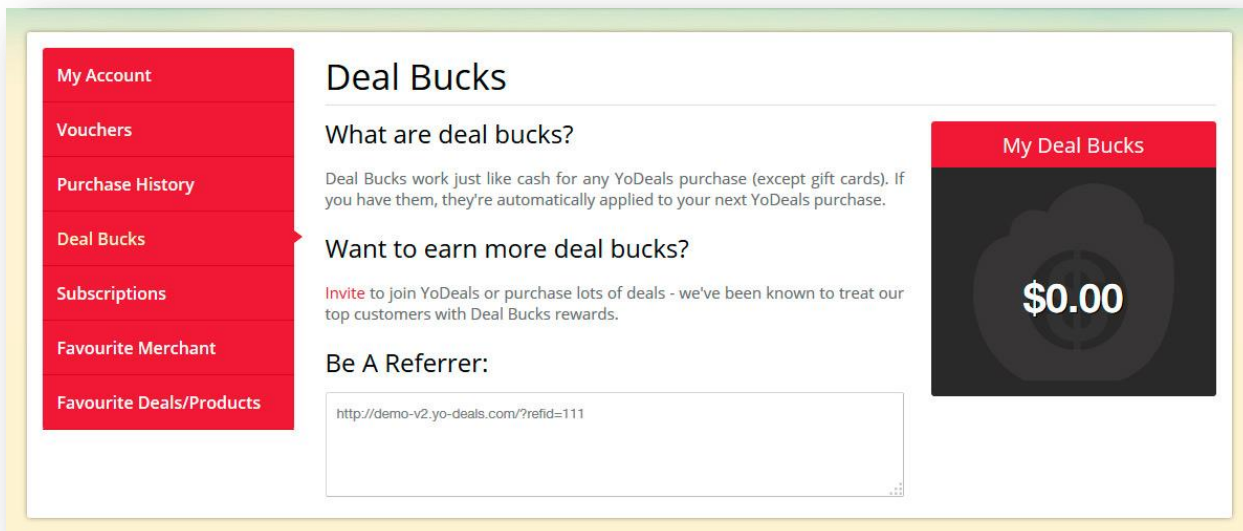 My Account
Vouchers
Purchase History
Deal Bucks
Subscriptions
Favourite Merchant
Favourite Deals/Products
Deal Bucks
What are deal bucks?
Deal Bucks work just like cash for any YoDeals purchase (except gift cards). If
you have them, they're automatically applied to your next YoDeals purchase.
Want to earn more deal bucks?
Invite to join YoDeals or purchase lots of deals - we've been known to treat our
top customers with Deal Bucks rewards.
Be A Referrer:
http://demo-v2.yo-deals.com/?refid=111
My Deal Bucks
$0.00